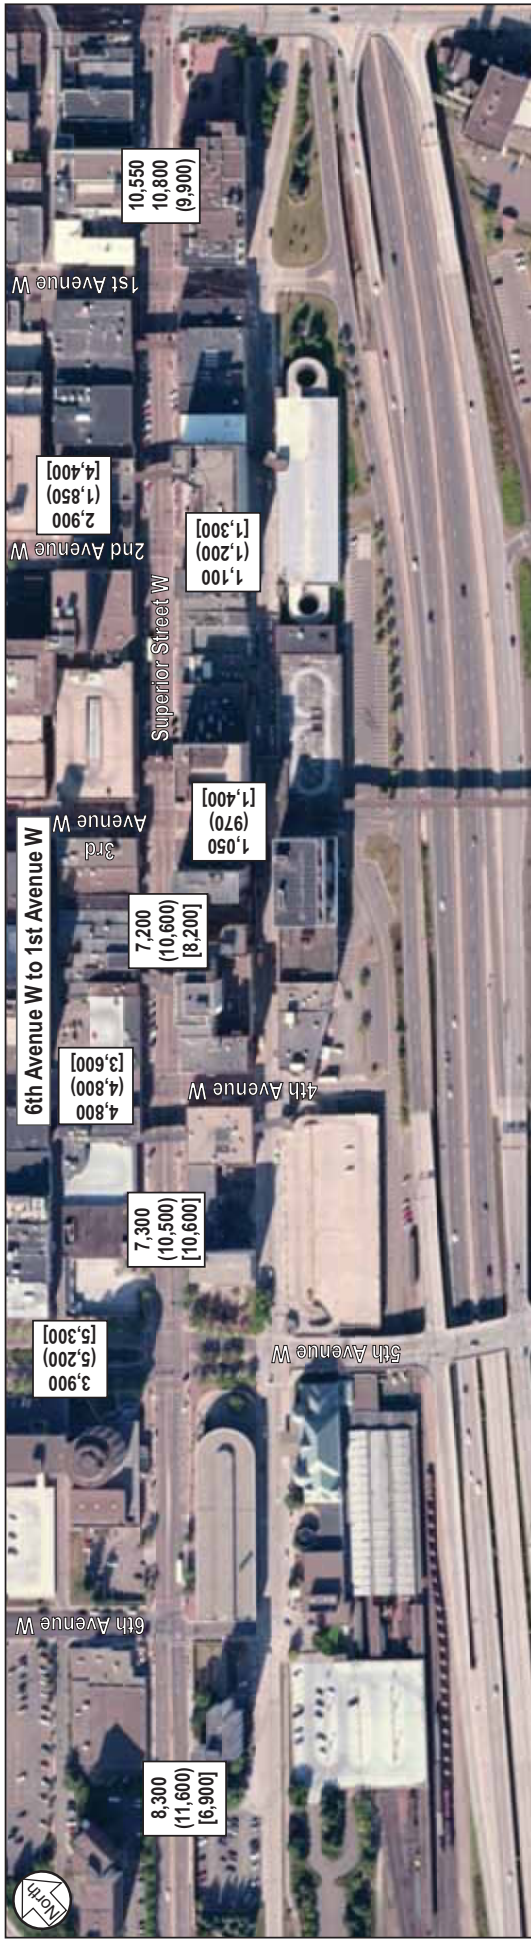 10,550
10,800
(9,900)
1st Avenue W
2,900
(1,850)
[4,400]
2nd Avenue W
1,100
(1,200)
[1,300]
Superior Street W
1,050
(970)
[1,400]
3rd
Avenue W
6th Avenue W to 1st Avenue W
7,200
(10,600)
[8,200]
4,800
(4,800)
[3,600]
4th Avenue W
7,300
(10,500)
[10,600]
3,900
(5,200)
[5,300]
5th Avenue W
6th Avenue W
8,300
(11,600)
[6,900]
North